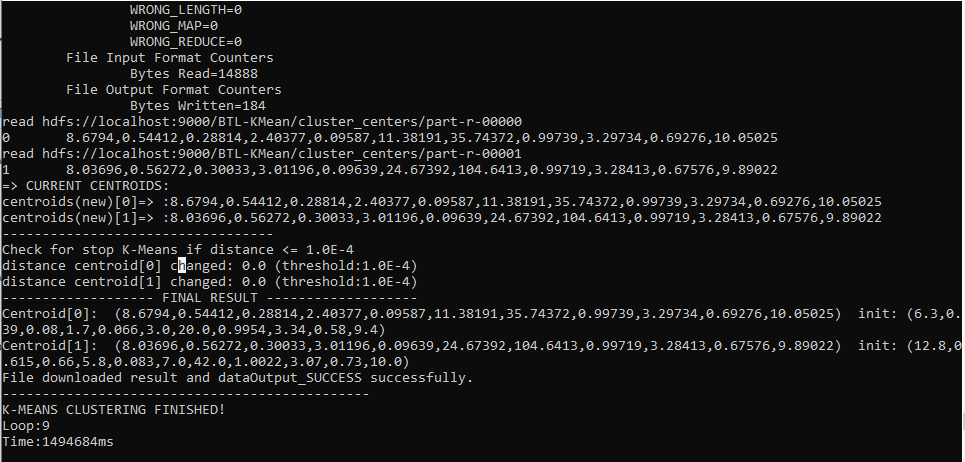 WRONG_LENGTH=0
WRONG_MAP=0
WRONG_REDUCE=0
File Input Format Counters
Bytes Read=14888
File Output Format Counters
Bytes Written=184
read hdfs://localhost:9000/BTL-KMean/cluster_centers/part-r-00000
0 8.6794,0.54412,0.28814,2.40377,0.09587,11.38191,35.74372,0.99739,3.29734,0.69276,10.05025
read hdfs://localhost:9000/BTL-KMean/cluster_centers/part-r-00001
1 8.03696,0.56272,0.30033,3.01196,0.09639,24.67392,104.6413,0.99719,3.28413,0.67576,9.89022
=> CURRENT CENTROIDS:
centroids(new)[0]=> :8.6794,0.54412,0.28814,2.40377,0.09587,11.38191,35.74372,0.99739,3.29734,0.69276,10.05025
centroids(new)[1]=> :8.03696,0.56272,0.30033,3.01196,0.09639,24.67392,104.6413,0.99719,3.28413,0.67576,9.89022
---------------------------------
Check for stop K-Means if distance <= 1.0E-4
distance centroid[0] changed: 0.0 (threshold:1.0E-4)
distance centroid[1] changed: 0.0 (threshold:1.0E-4)
------------------ FINAL RESULT ------------------
Centroid[0]:  (8.6794,0.54412,0.28814,2.40377,0.09587,11.38191,35.74372,0.99739,3.29734,0.69276,10.05025)  init: (6.3,0.
39,0.08,1.7,0.066,3.0,20.0,0.9954,3.34,0.58,9.4)
Centroid[1]:  (8.03696,0.56272,0.30033,3.01196,0.09639,24.67392,104.6413,0.99719,3.28413,0.67576,9.89022)  init: (12.8,0
.615,0.66,5.8,0.083,7.0,42.0,1.0022,3.07,0.73,10.0)
File downloaded result and dataOutput_SUCCESS successfully.
---------------------------------------------
K-MEANS CLUSTERING FINISHED!
Loop:9
Time:1494684ms